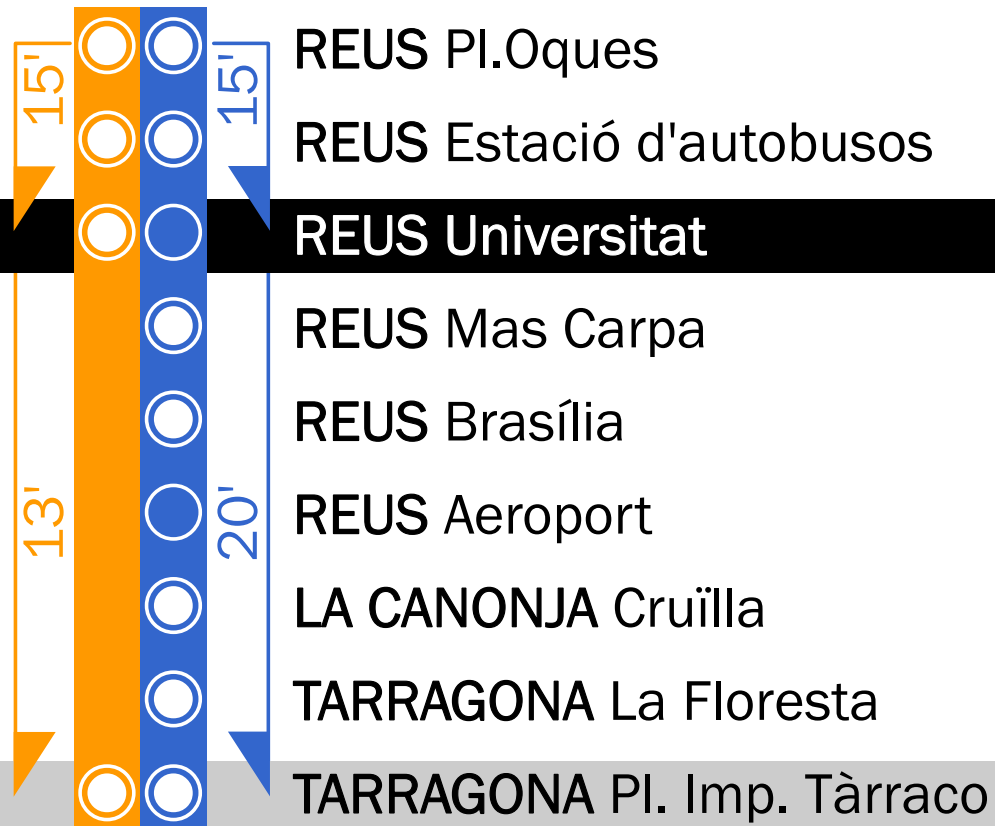 15' 15' REUS Pl.Oques
REUS Estació d'autobusos
REUS Universitat
REUS Mas Carpa
REUS Brasília
13' 20' REUS Aeroport
LA CANONJA Cruïlla
TARRAGONA La Floresta
TARRAGONA Pl. Imp. Tàrraco